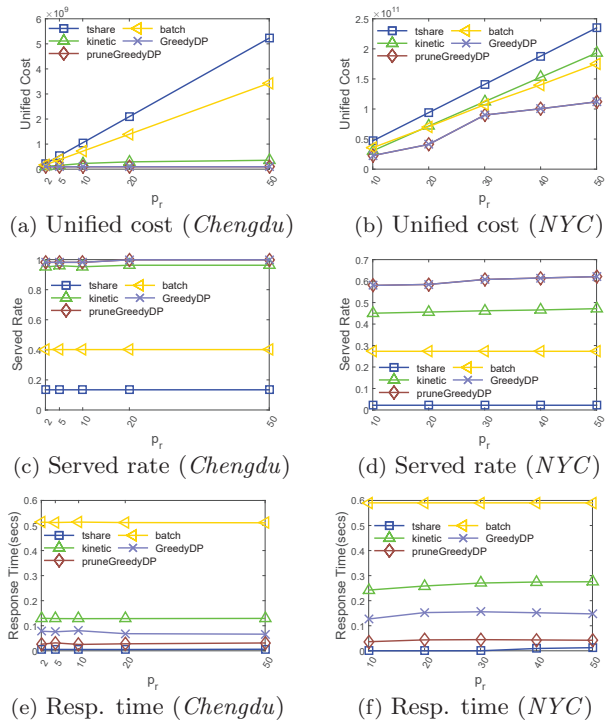 6 ×10^9
tshare batch
kinetic GreedyDP
pruneGreedyDP
Unified Cost
5
4
3
2
1
0
2 5 10 20 50
p_r
(a) Unified cost (Chengdu)
2.5 ×10^11
tshare batch
kinetic GreedyDP
pruneGreedyDP
Unified Cost
2
1.5
1
0.5
0
10 20 30 40 50
p_r
(b) Unified cost (NYC)
1
0.8
0.6
0.4
0.2
0
Served Rate
tshare batch
kinetic GreedyDP
pruneGreedyDP
2 5 10 20 50
p_r
(c) Served rate (Chengdu)
0.7
0.6
0.5
0.4
0.3
0.2
0.1
0
Served Rate
tshare batch
kinetic GreedyDP
pruneGreedyDP
10 20 30 40 50
p_r
(d) Served rate (NYC)
0.6
0.5
0.4
0.3
0.2
0.1
0
Response Time(secs)
tshare batch
kinetic GreedyDP
pruneGreedyDP
2 5 10 20 50
p_r
(e) Resp. time (Chengdu)
0.6
0.5
0.4
0.3
0.2
0.1
0
Response Time(secs)
tshare batch
kinetic GreedyDP
pruneGreedyDP
10 20 30 40 50
p_r
(f) Resp. time (NYC)